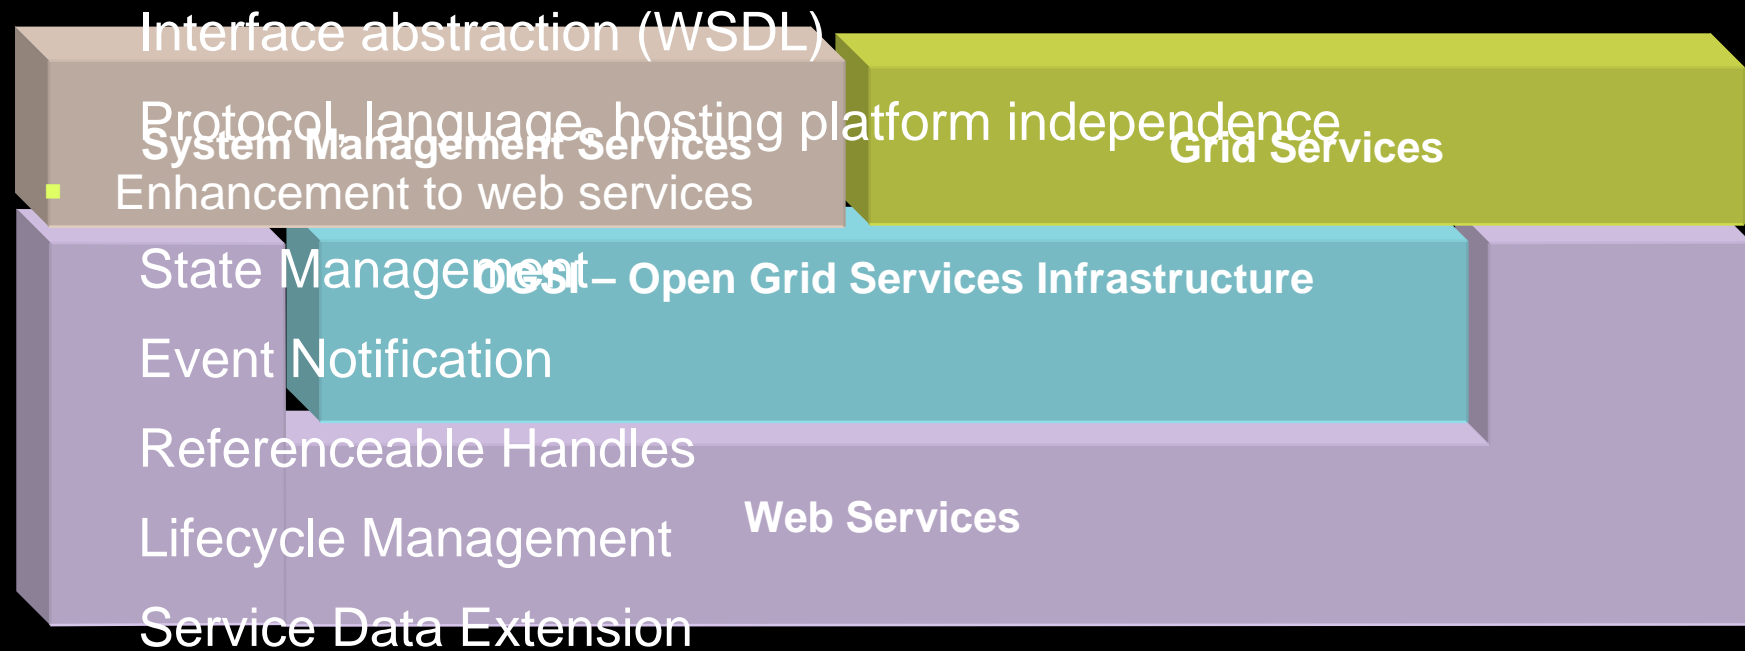 Interface abstraction (WSDL)
Protocol, language, hosting platform independence
System Management Services
Grid Services
Enhancement to web services
State Management
OGSI – Open Grid Services Infrastructure
Event Notification
Referenceable Handles
Web Services
Lifecycle Management
Service Data Extension